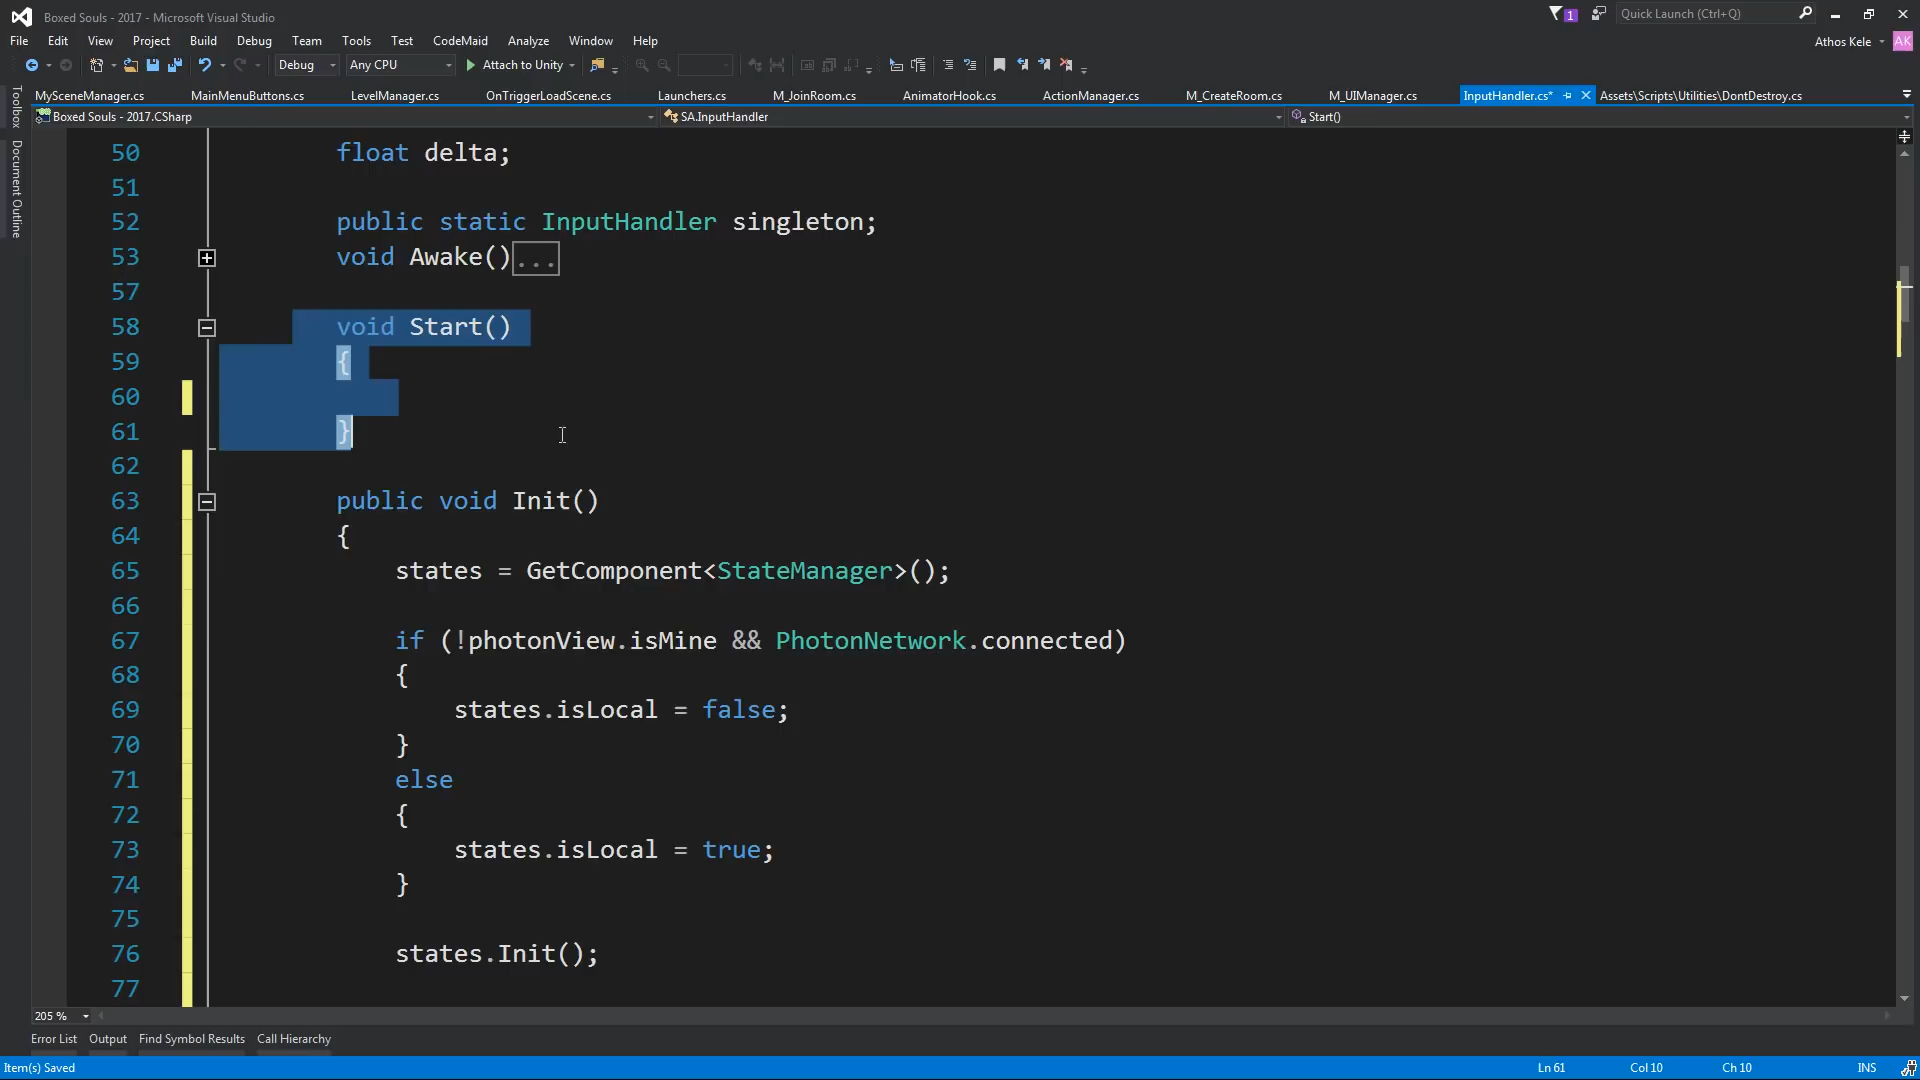 Boxed Souls - 2017 - Microsoft Visual Studio
1
Quick Launch (Ctrl+Q)
File Edit View Project Build Debug Team Tools Test CodeMaid Analyze Window Help
Athos Kele AK
Debug Any CPU Attach to Unity
MySceneManager.cs MainMenuButtons.cs LevelManager.cs OnTriggerLoadScene.cs Launchers.cs M_JoinRoom.cs AnimatorHook.cs ActionManager.cs M_CreateRoom.cs M_UIManager.cs InputHandler.cs* Assets\Scripts\Utilities\DontDestroy.cs
Toolbox
Document Outline
Boxed Souls - 2017.CSharp SA.InputHandler Start()
50 float delta;
51
52 public static InputHandler singleton;
53 void Awake()...
57
58 void Start()
59 {
60
61 }
62
63 public void Init()
64 {
65 states = GetComponent<StateManager>();
66
67 if (!photonView.isMine && PhotonNetwork.connected)
68 {
69 states.isLocal = false;
70 }
71 else
72 {
73 states.isLocal = true;
74 }
75
76 states.Init();
77
205 %
Error List Output Find Symbol Results Call Hierarchy
Item(s) Saved Ln 61 Col 10 Ch 10 INS